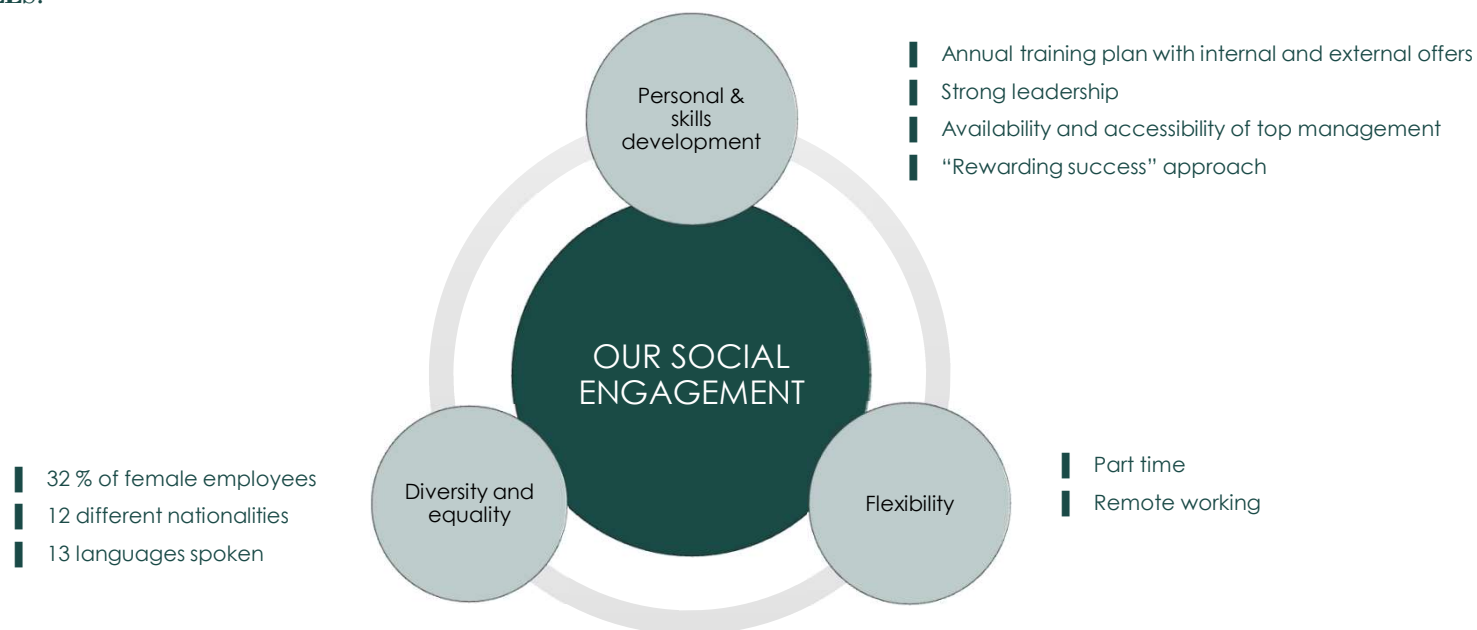 Personal &
skills
development
Annual training plan with internal and external offers
Strong leadership
Availability and accessibility of top management
“Rewarding success” approach
OUR SOCIAL
ENGAGEMENT
32 % of female employees
12 different nationalities
13 languages spoken
Diversity and
equality
Flexibility
Part time
Remote working